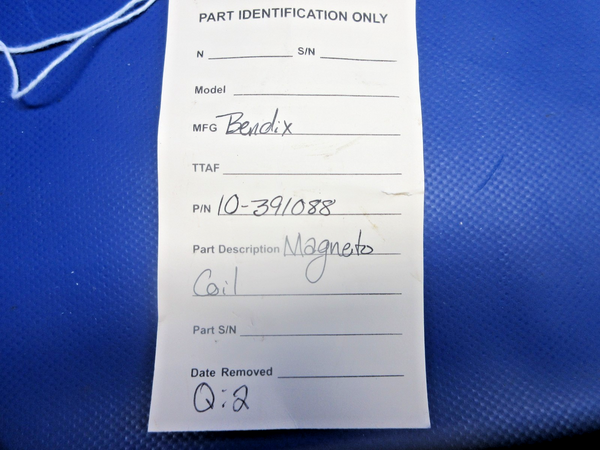 PART IDENTIFICATION ONLY
N S/N
Model
MFG Bendix
TTAF
P/N 10-391088
Part Description Magneto
Coil
Part S/N
Date Removed
Q:2